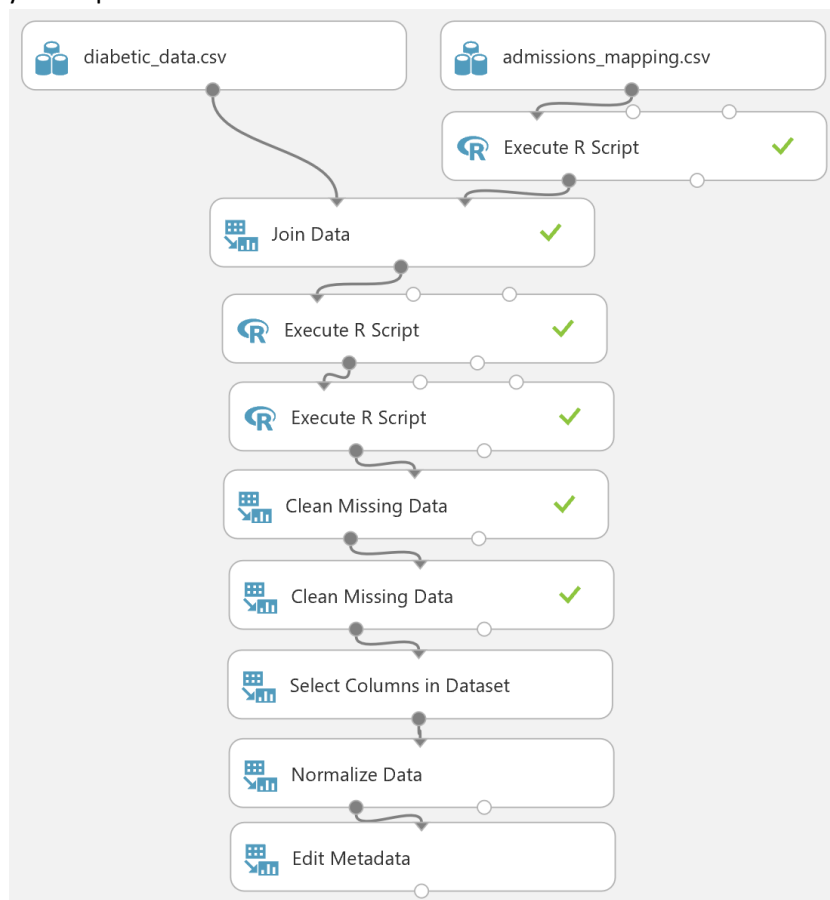 diabetic_data.csv
admissions_mapping.csv
Execute R Script
Join Data
Execute R Script
Execute R Script
Clean Missing Data
Clean Missing Data
Select Columns in Dataset
Normalize Data
Edit Metadata